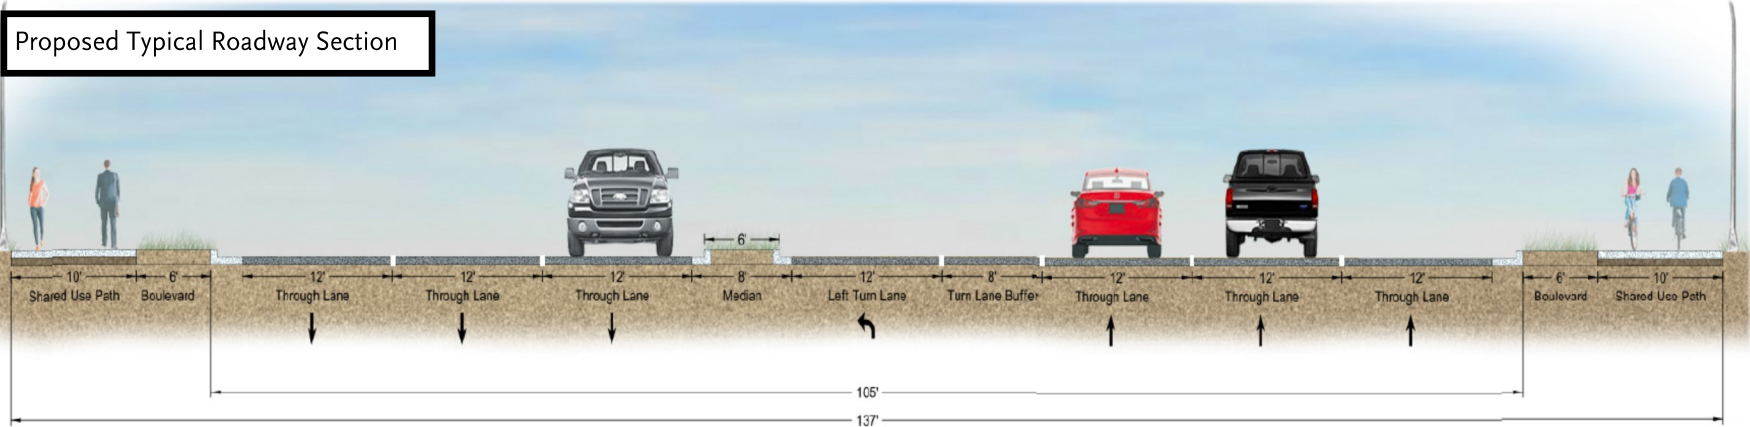 Proposed Typical Roadway Section
6'
10' 6' 12' 12' 12' 8' 12' 8' 12' 12' 12' 6' 10'
Shared Use Path Boulevard Through Lane Through Lane Through Lane Median Left Turn Lane Turn Lane Buffer Through Lane Through Lane Through Lane Boulevard Shared Use Path
105'
137'